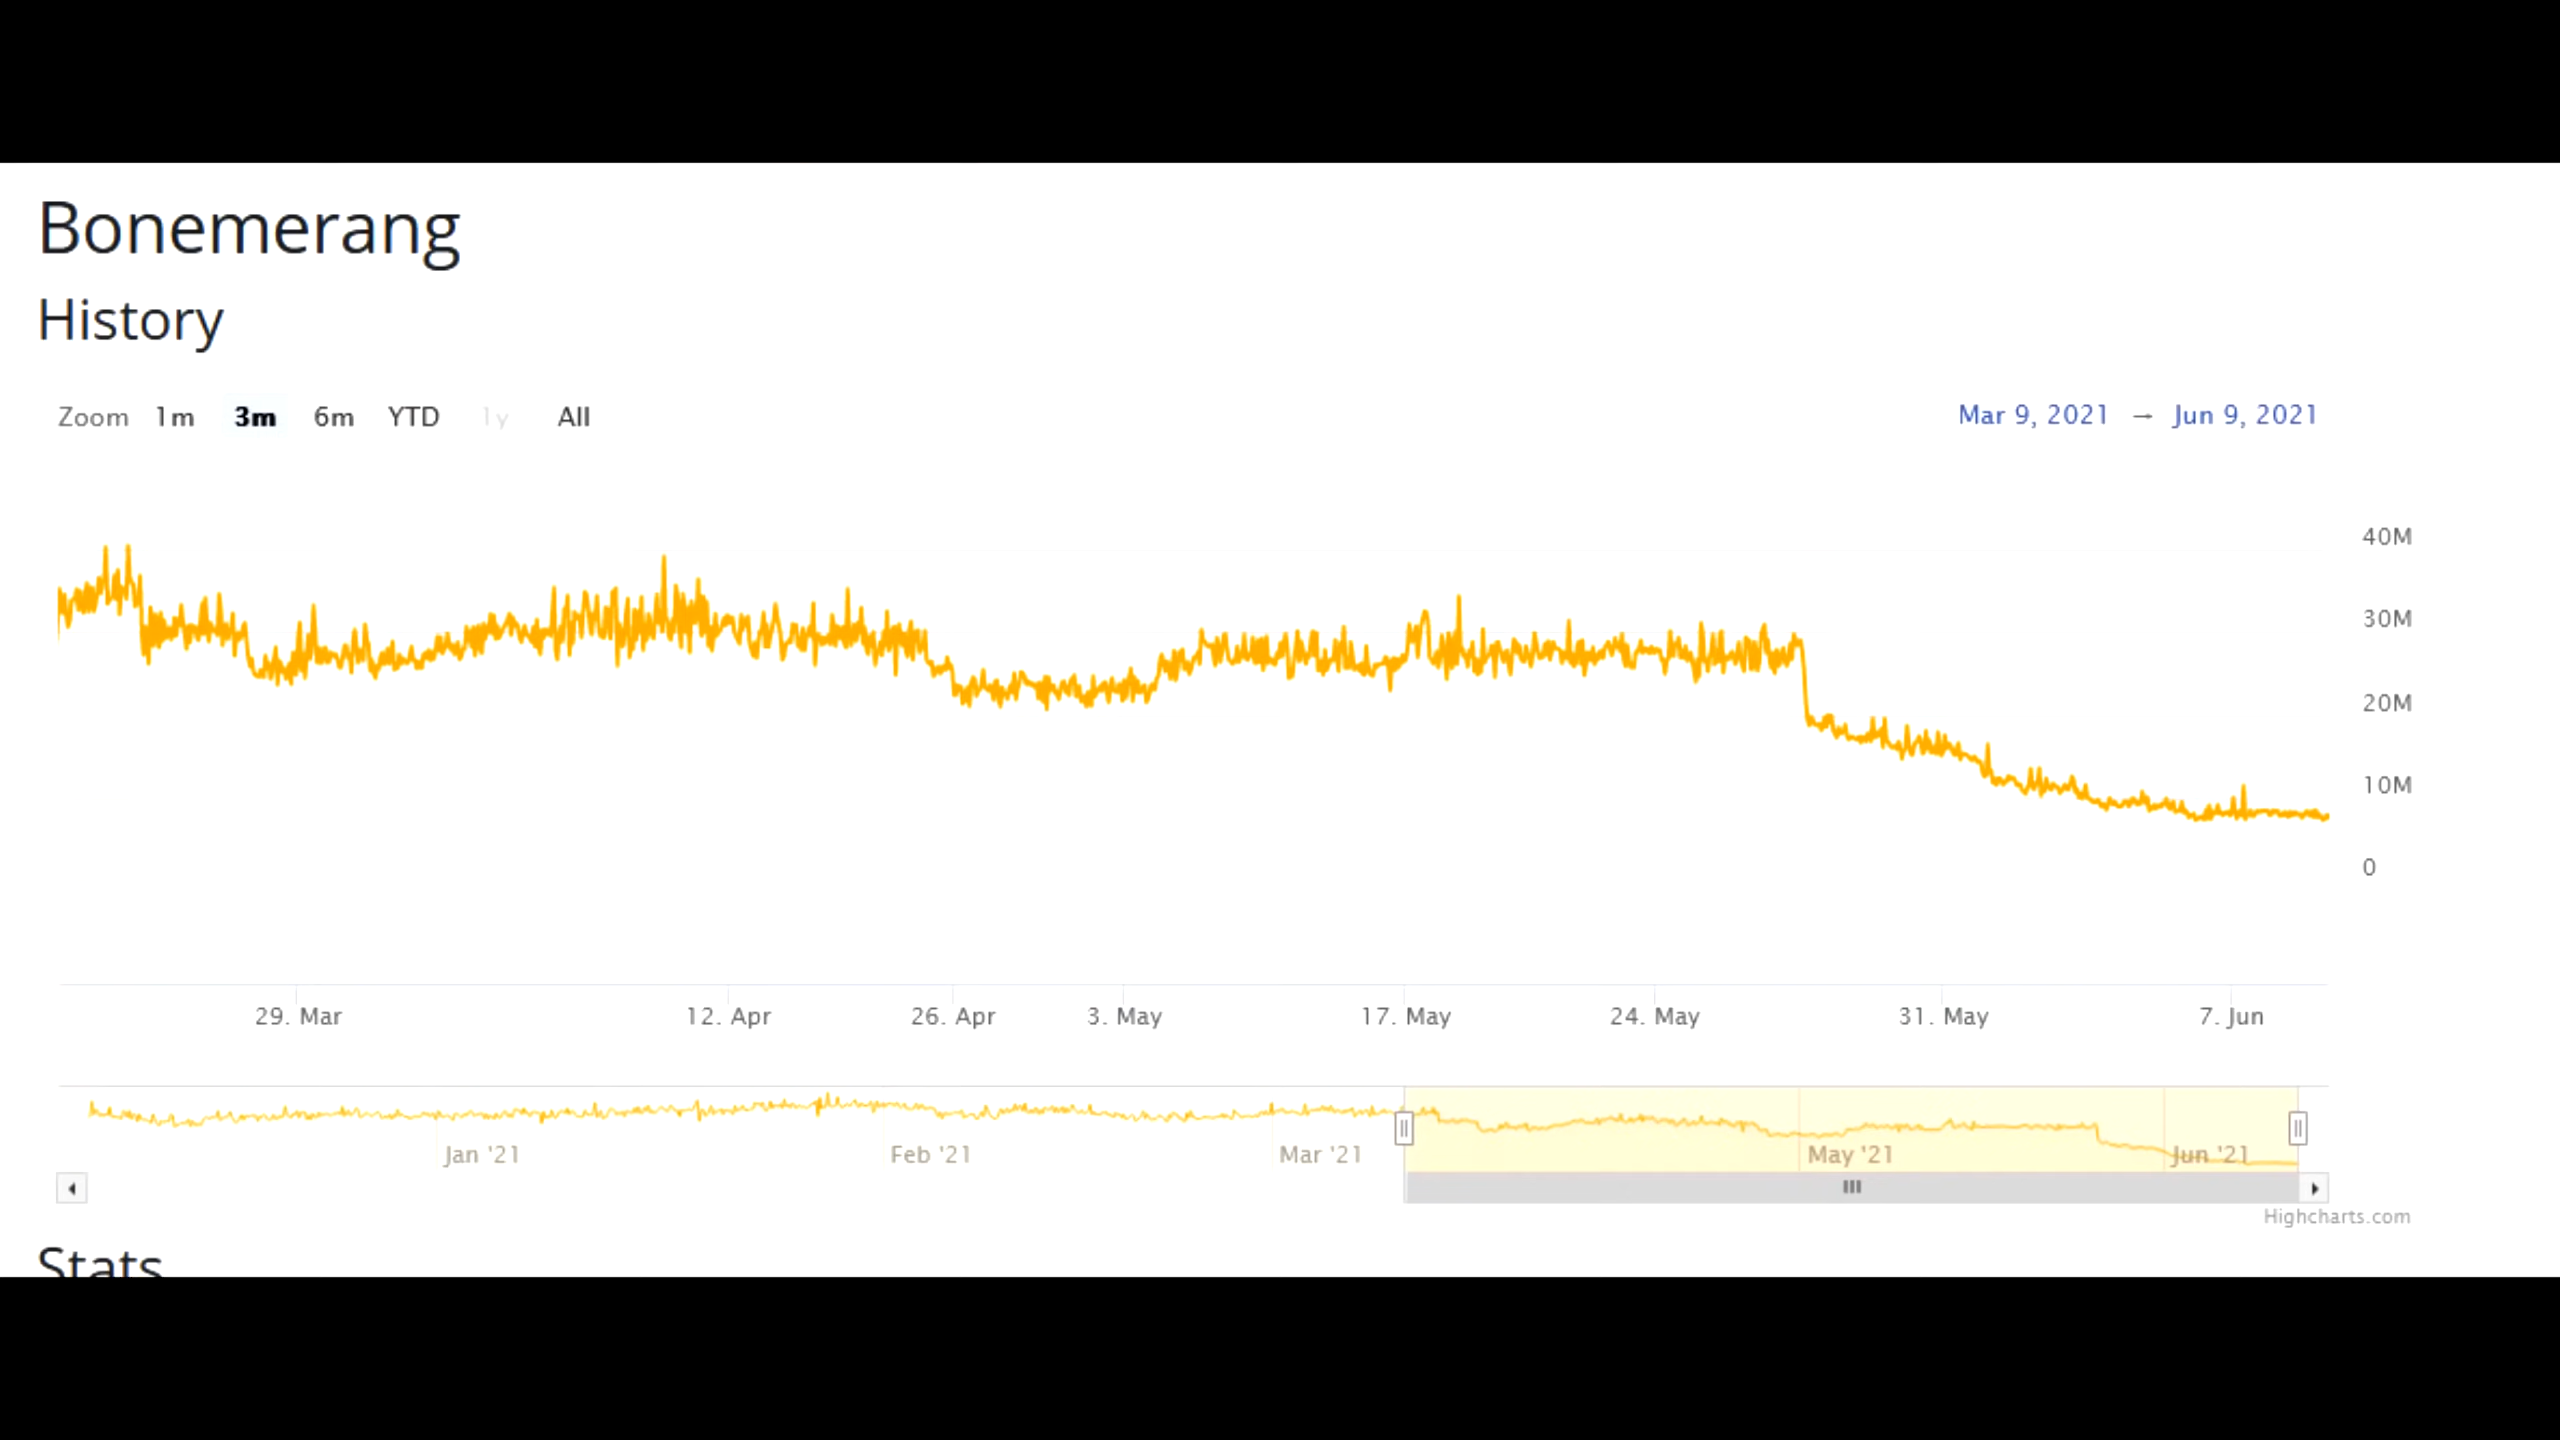 Bonemerang
History
Zoom 1m 3m 6m YTD 1y All
Mar 9, 2021 → Jun 9, 2021
40M
30M
20M
10M
0
29. Mar 12. Apr 26. Apr 3. May 17. May 24. May 31. May 7. Jun
Jan '21 Feb '21 Mar '21 May '21 Jun '21
Highcharts.com
Stats